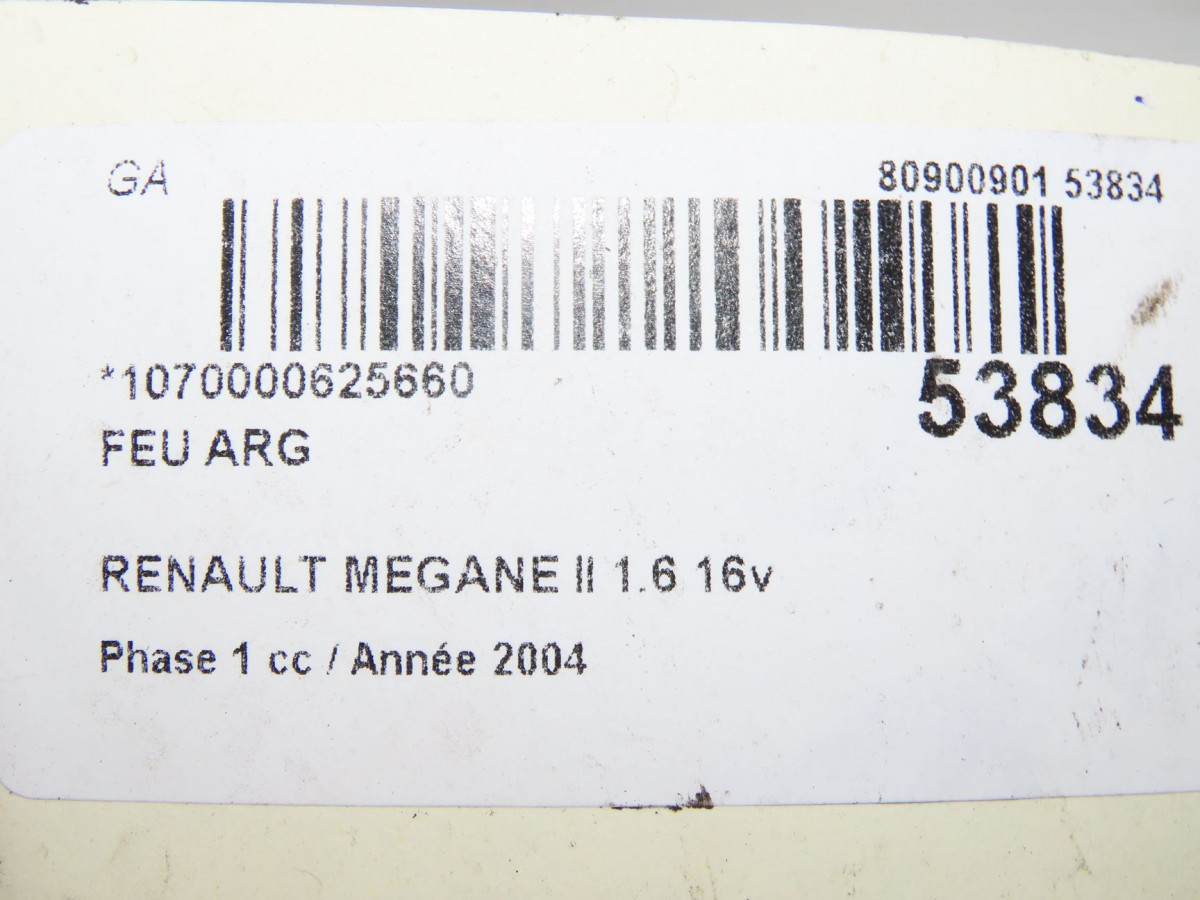 GA
80900901 53834
*1070000625660
53834
FEU ARG
RENAULT MEGANE II 1.6 16v
Phase 1 cc / Année 2004